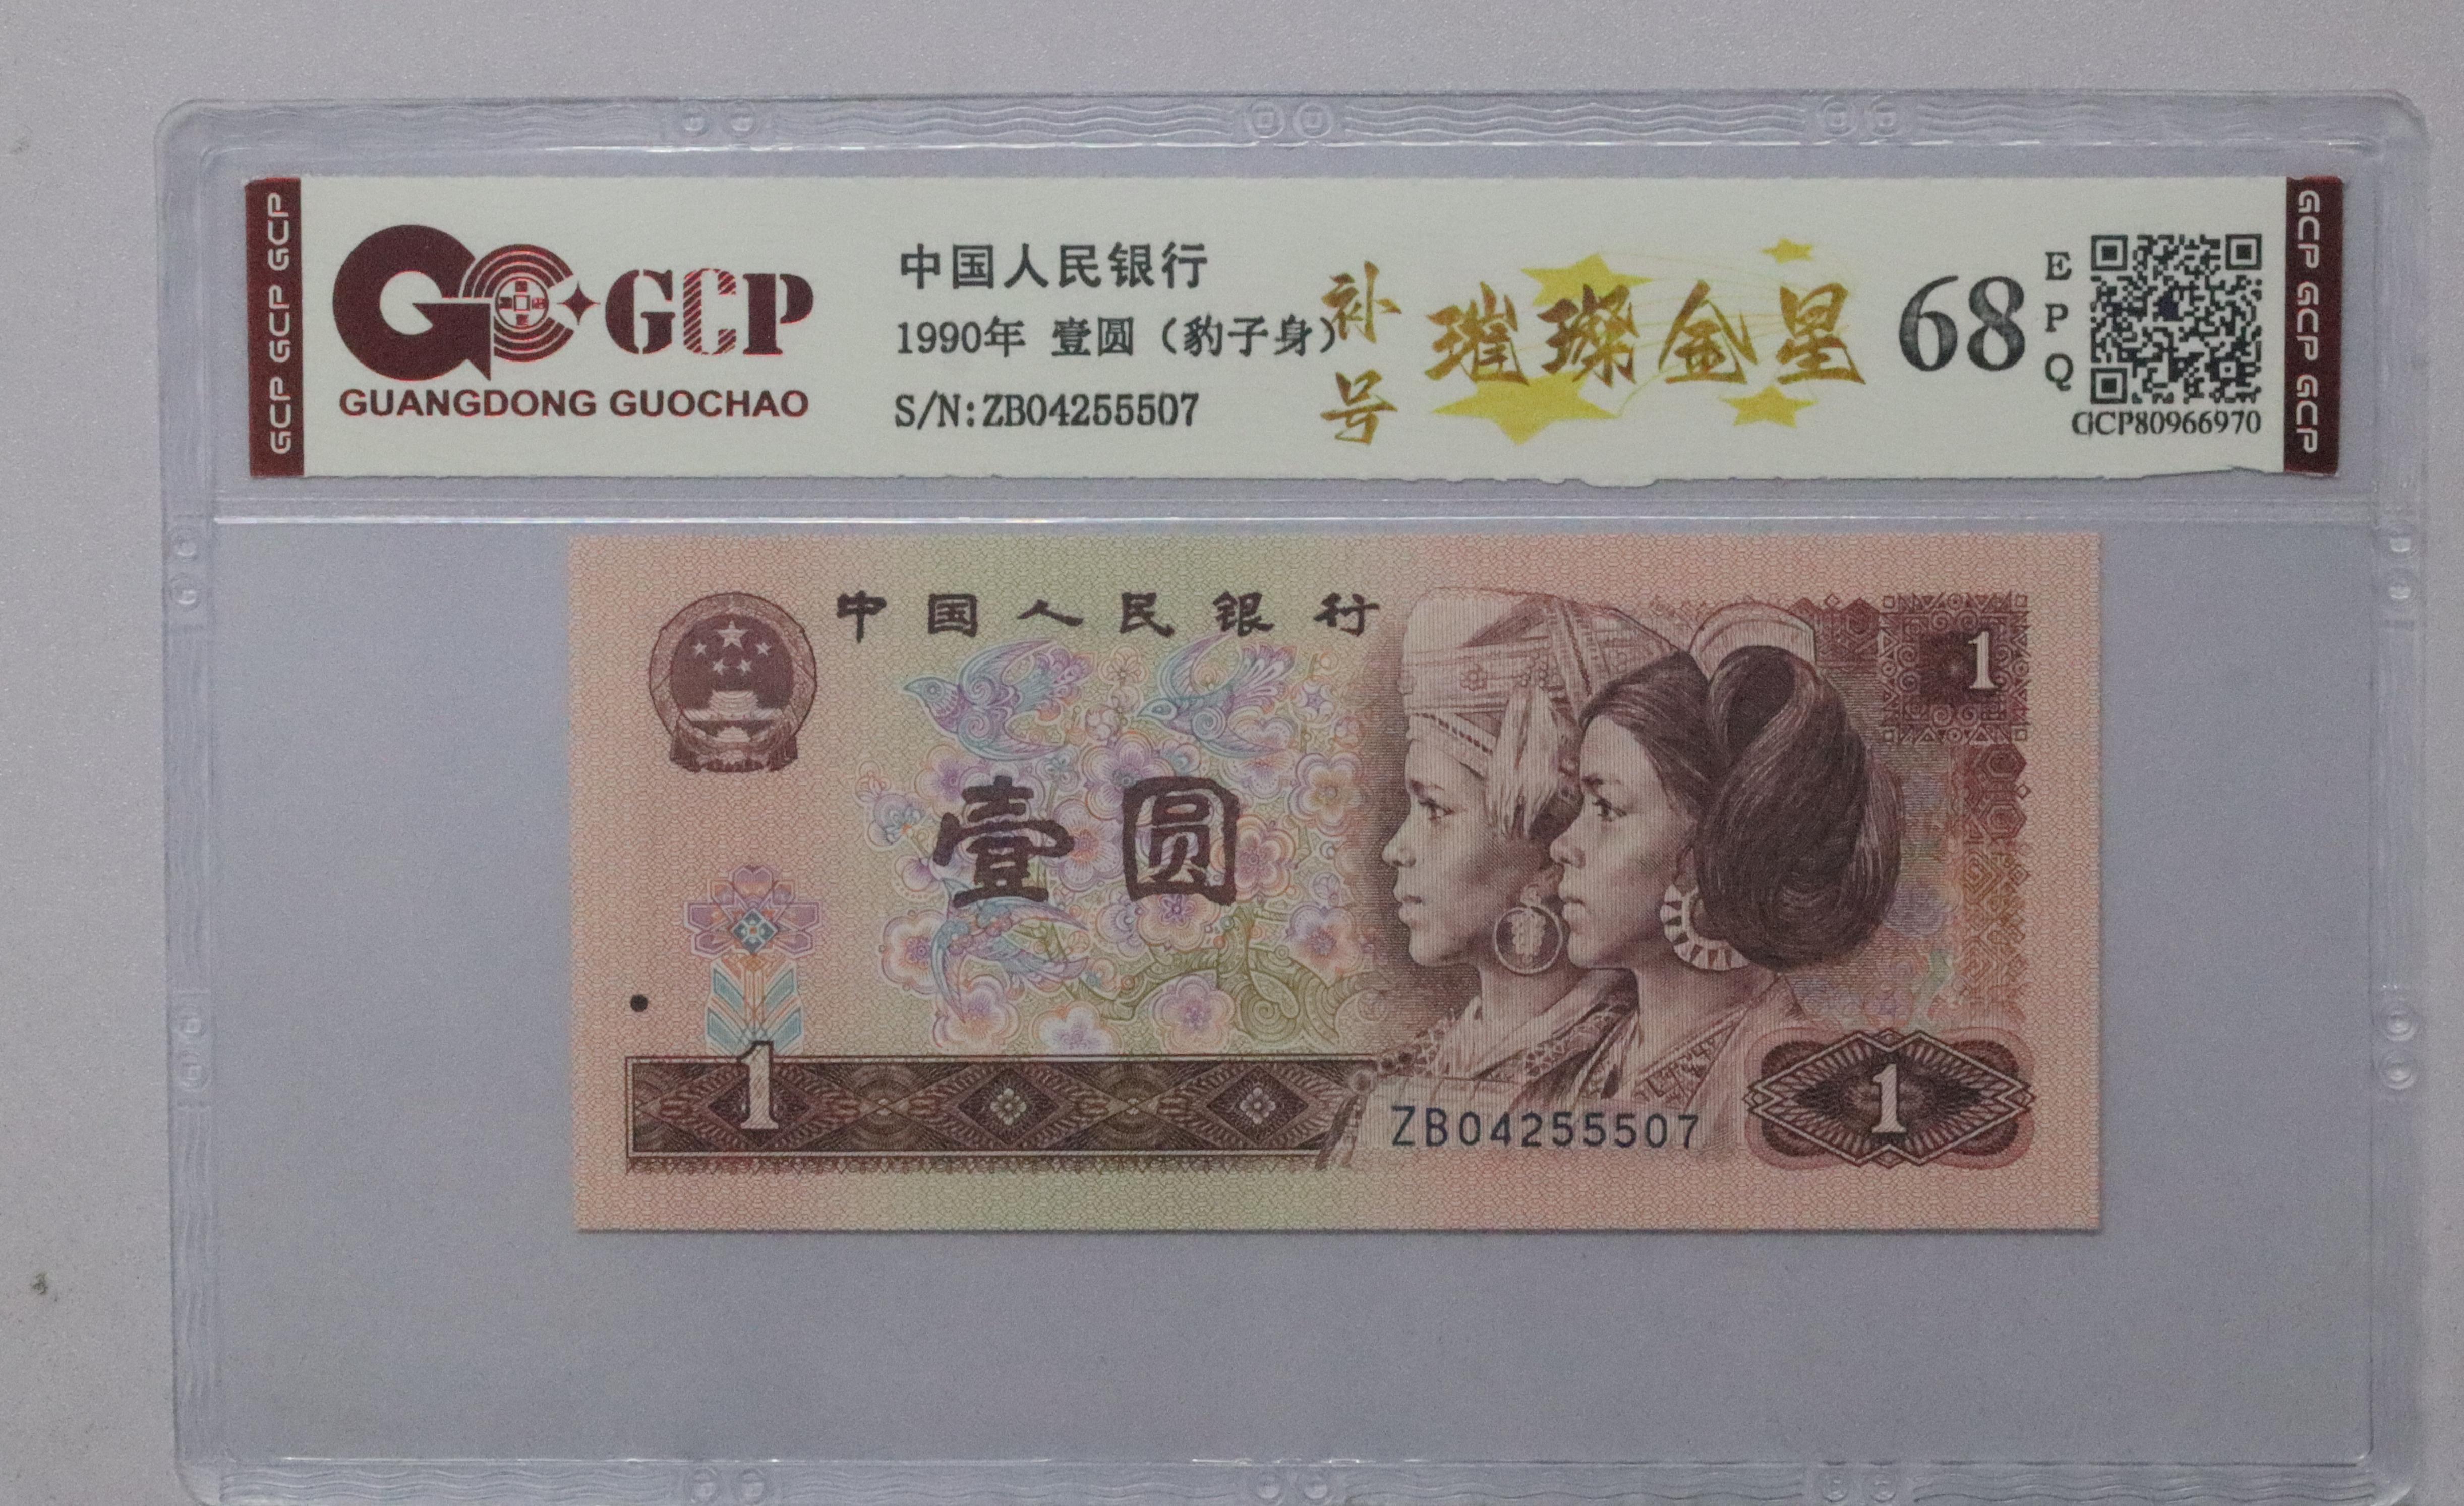 GCP GCP GCP
GCP
GUANGDONG GUOCHAO
中国人民银行
1990年 壹圆（豹子身）
S/N:ZB04255507
补号
璀璨金星
68
EPQ
GCP80966970
GCP GCP GCP
中国人民银行
1
壹圆
1
ZB04255507
1